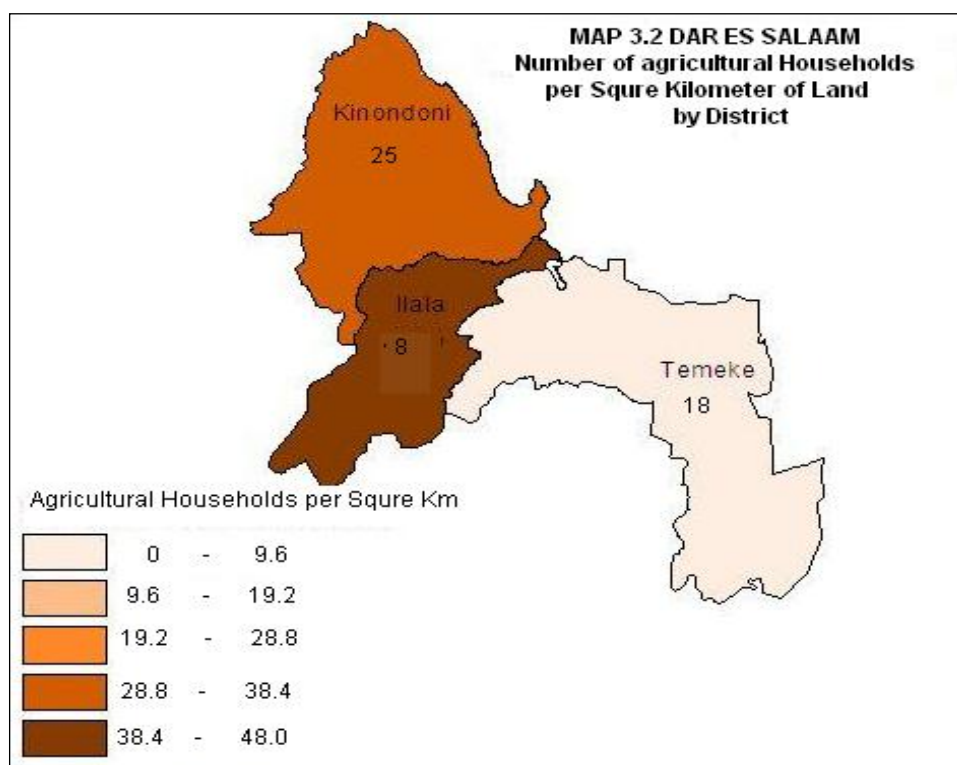 MAP 3.2 DAR ES SALAAM
Number of agricultural Households
per Squre Kilometer of Land
by District
Kinondoni
25
Ilala
8
Temeke
18
Agricultural Households per Squre Km
0 - 9.6
9.6 - 19.2
19.2 - 28.8
28.8 - 38.4
38.4 - 48.0